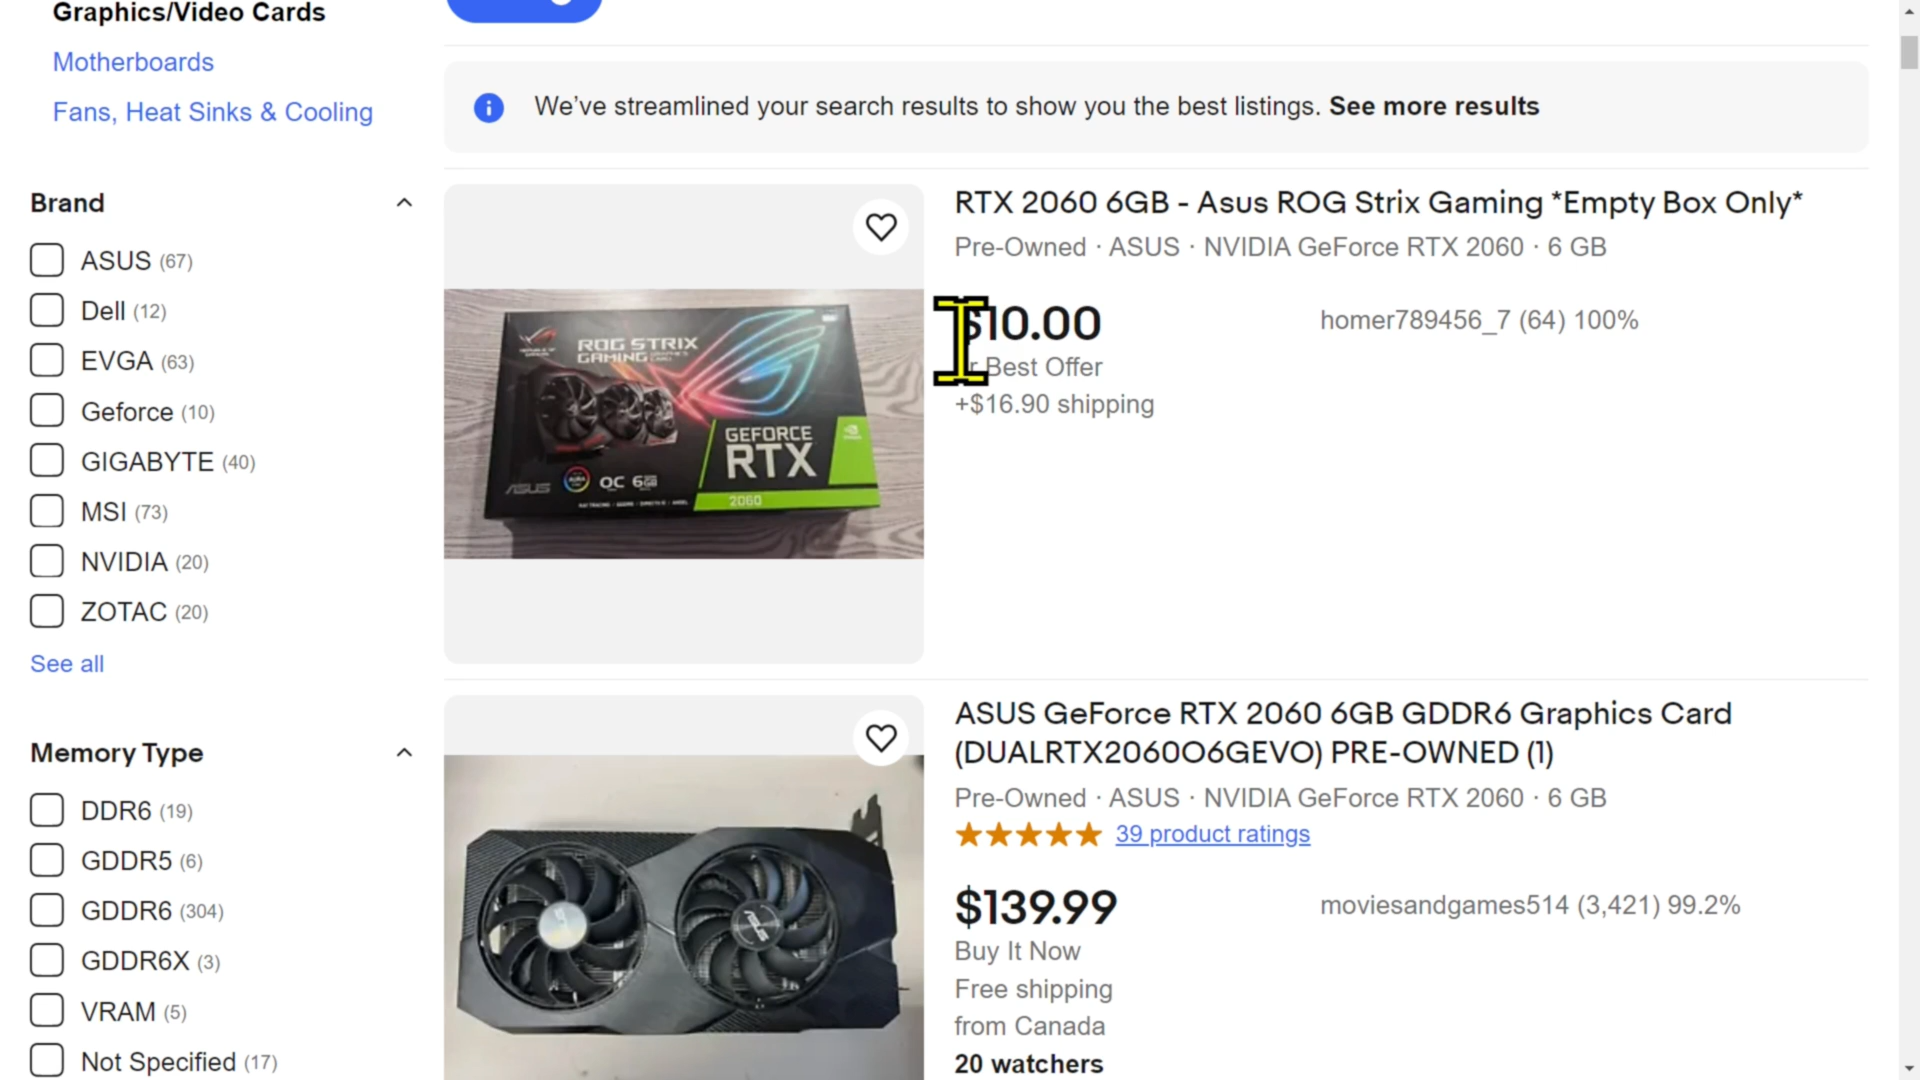 Graphics/Video Cards
Motherboards
Fans, Heat Sinks & Cooling
Brand
ASUS (67)
Dell (12)
EVGA (63)
Geforce (10)
GIGABYTE (40)
MSI (73)
NVIDIA (20)
ZOTAC (20)
See all
Memory Type
DDR6 (19)
GDDR5 (6)
GDDR6 (304)
GDDR6X (3)
VRAM (5)
Not Specified (17)
We’ve streamlined your search results to show you the best listings. See more results
ROG STRIX
GAMING GRAPHICS CARD
GEFORCE
RTX
2060
ASUS
OC 6GB
RTX 2060 6GB - Asus ROG Strix Gaming *Empty Box Only*
Pre-Owned · ASUS · NVIDIA GeForce RTX 2060 · 6 GB
$10.00
homer789456_7 (64) 100%
r Best Offer
+$16.90 shipping
ASUS GeForce RTX 2060 6GB GDDR6 Graphics Card
(DUALRTX2060O6GEVO) PRE-OWNED (1)
Pre-Owned · ASUS · NVIDIA GeForce RTX 2060 · 6 GB
39 product ratings
$139.99
moviesandgames514 (3,421) 99.2%
Buy It Now
Free shipping
from Canada
20 watchers